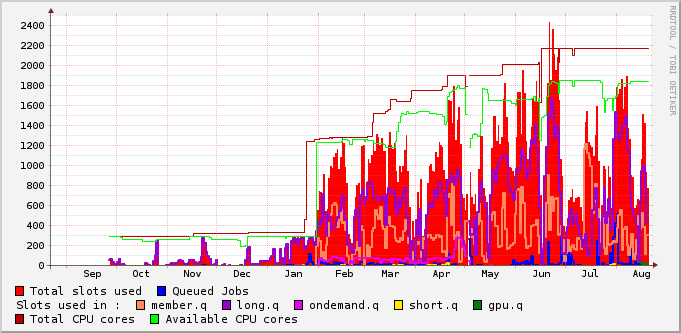 2400
2200
2000
1800
1600
1400
1200
1000
800
600
400
200
0
Sep Oct Nov Dec Jan Feb Mar Apr May Jun Jul Aug
Total slots used Queued Jobs
Slots used in : member.q long.q ondemand.q short.q gpu.q
Total CPU cores Available CPU cores
RRDTOOL / TOBI OETIKER